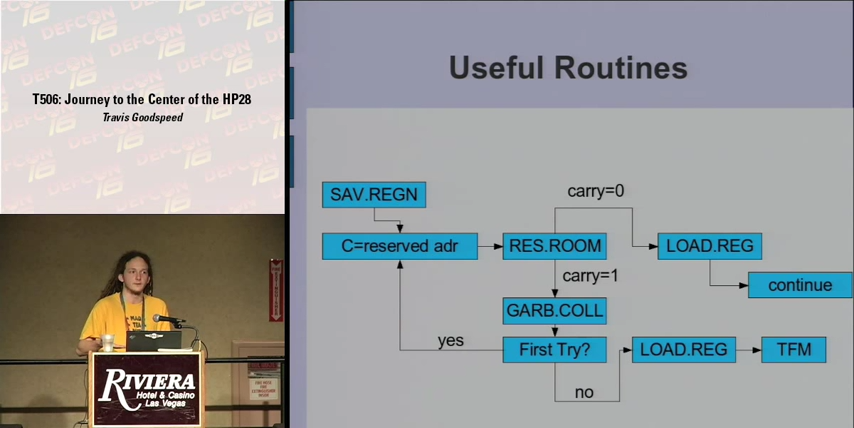 DEFCON
16
T506: Journey to the Center of the HP28
Travis Goodspeed
RIVIERA
Hotel & Casino
Las Vegas
Useful Routines
SAV.REGN
carry=0
C=reserved adr
RES.ROOM
LOAD.REG
carry=1
continue
GARB.COLL
yes
First Try?
LOAD.REG
TFM
no